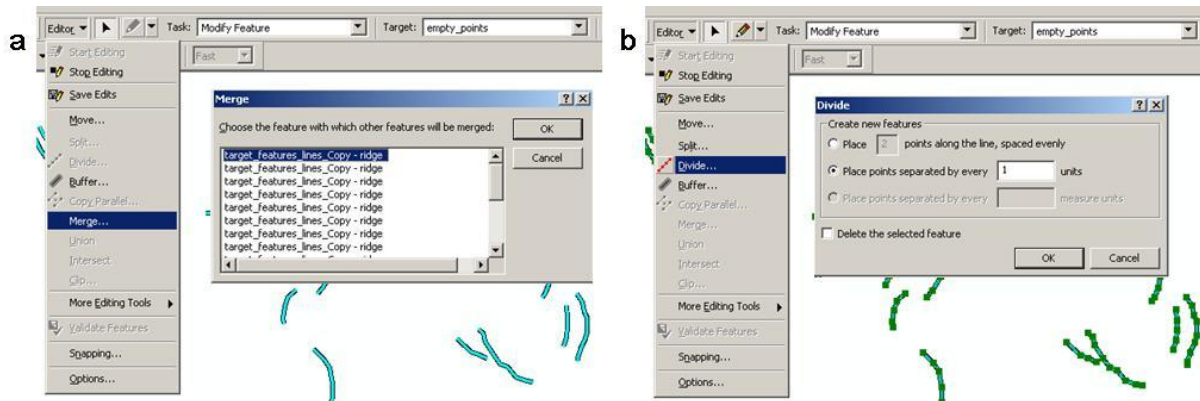 a
Editor Task: Modify Feature Target: empty_points
Start Editing
Fast
Stop Editing
Save Edits
Move...
Split...
Divide...
Buffer...
Copy Parallel...
Merge...
Union
Intersect
Clip...
More Editing Tools
Validate Features
Snapping...
Options...
Merge
Choose the feature with which other features will be merged:
OK
Cancel
target_features_lines_Copy - ridge
target_features_lines_Copy - ridge
target_features_lines_Copy - ridge
target_features_lines_Copy - ridge
target_features_lines_Copy - ridge
target_features_lines_Copy - ridge
target_features_lines_Copy - ridge
target_features_lines_Copy - ridge
b
Editor Task: Modify Feature Target: empty_points
Start Editing
Fast
Stop Editing
Save Edits
Move...
Split...
Divide...
Buffer...
Copy Parallel...
Merge...
Union
Intersect
Clip...
More Editing Tools
Validate Features
Snapping...
Options...
Divide
Create new features
Place 2 points along the line, spaced evenly
Place points separated by every 1 units
Place points separated by every measure units
Delete the selected feature
OK Cancel